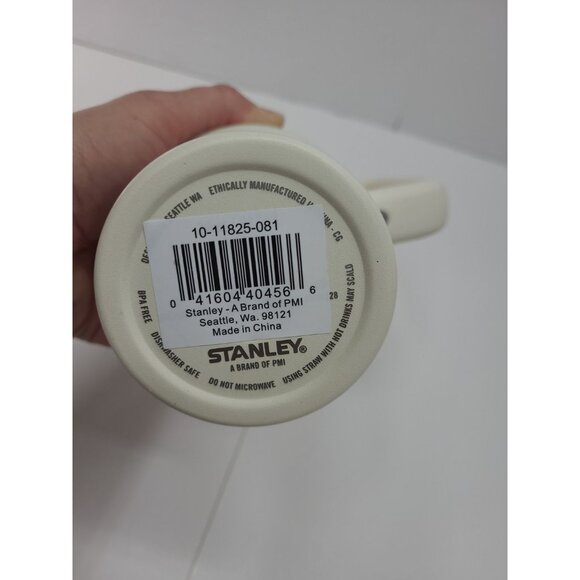 SEATTLE WA
ETHICALLY MANUFACTURED
CG
10-11825-081
0 41604 40456 6
Stanley - A Brand of PMI
Seattle, Wa. 98121
Made in China
28
STANLEY®
A BRAND OF PMI
BPA FREE
SAFE
DO NOT MICROWAVE
USING STRAW WITH HOT DRINKS MAY SCALD